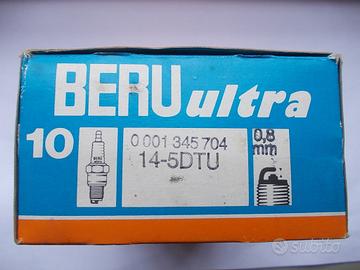 BERU ultra
10
0 001 345 704
14-5DTU
0,8
mm
subito